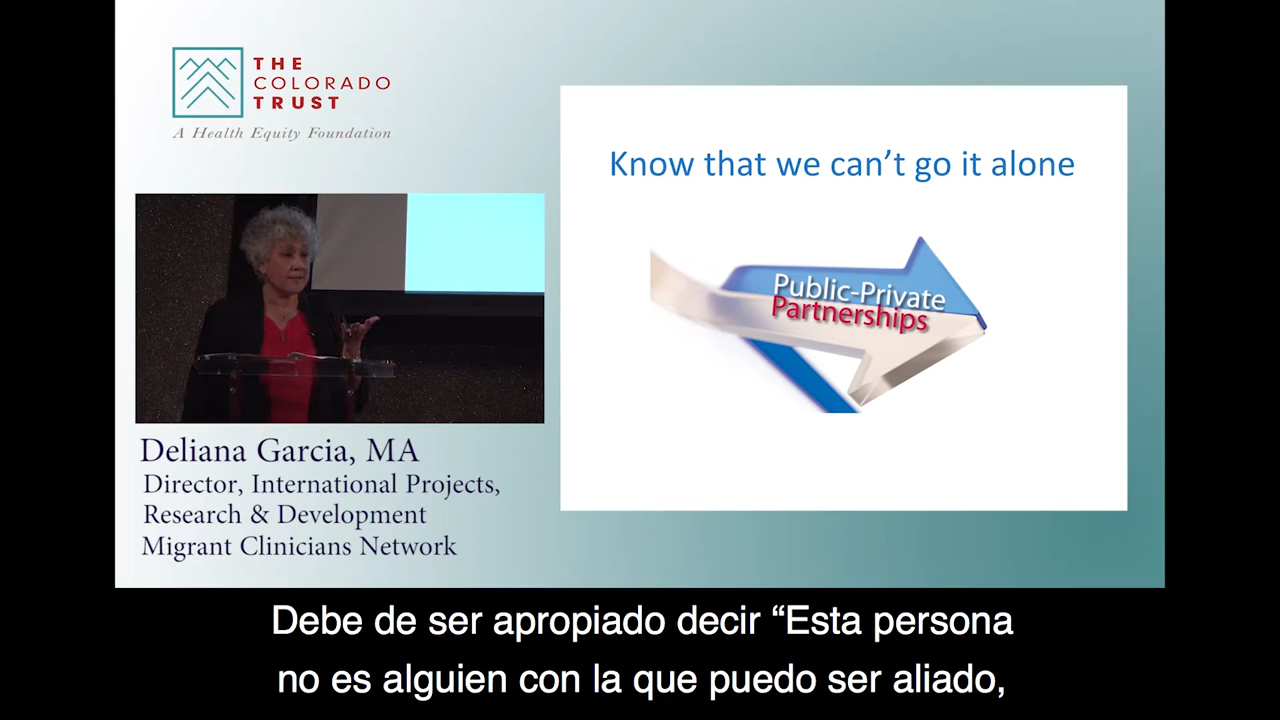 THE
COLORADO
TRUST
A Health Equity Foundation
Know that we can’t go it alone
Public-Private
Partnerships
Deliana Garcia, MA
Director, International Projects,
Research & Development
Migrant Clinicians Network
Debe de ser apropiado decir “Esta persona
no es alguien con la que puedo ser aliado,